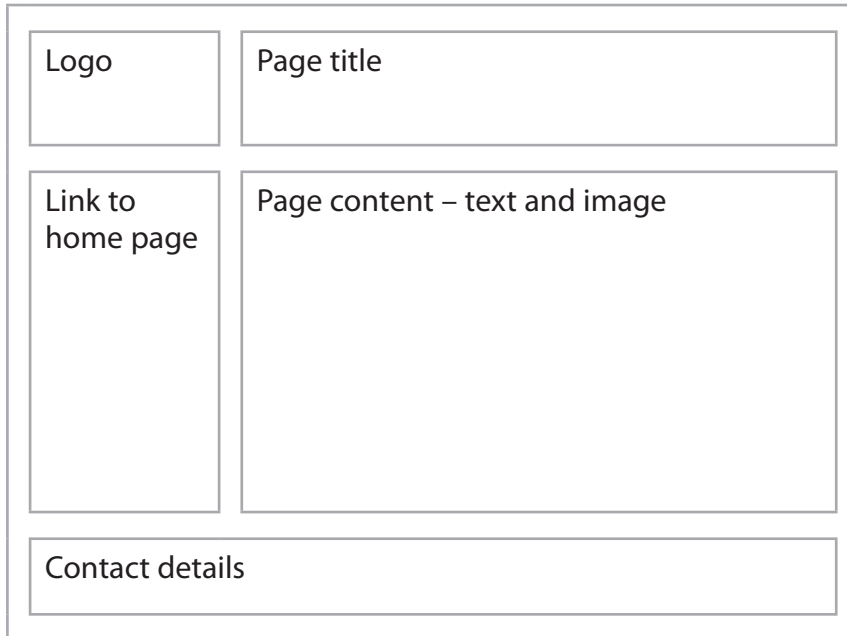 Logo
Page title
Link to
home page
Page content – text and image
Contact details